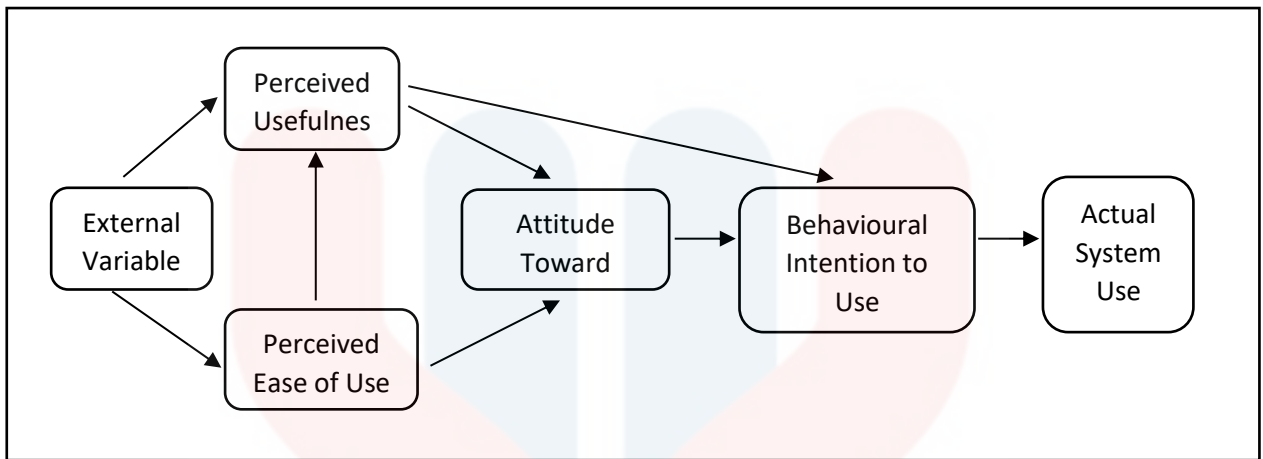 Perceived
Usefulnes
External
Variable
Perceived
Ease of Use
Attitude
Toward
Behavioural
Intention to
Use
Actual
System
Use